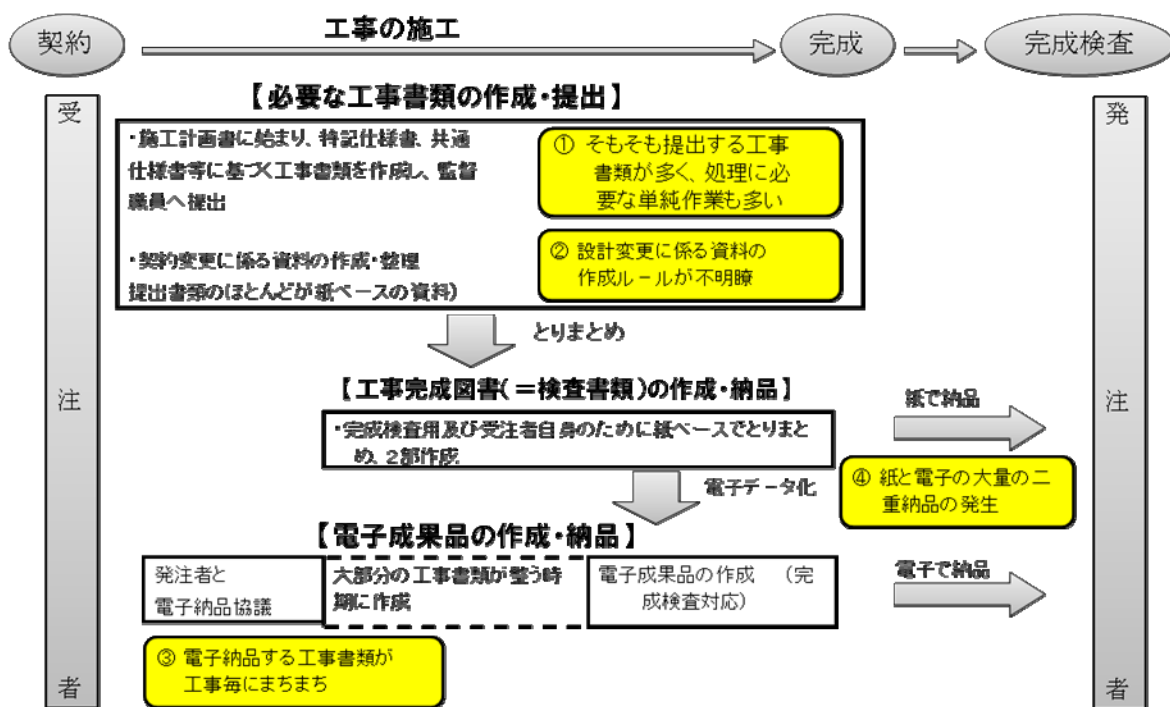 契約
工事の施工
完成
完成検査
受
注
者
発
注
者
【必要な工事書類の作成・提出】
・施工計画書に始まり、特記仕様書、共通
仕様書等に基づく工事書類を作成し、監督
職員へ提出
・契約変更に係る資料の作成・整理
提出書類のほとんどが紙ベースの資料)
① そもそも提出する工事
書類が多く、処理に必
要な単純作業も多い
② 設計変更に係る資料の
作成ルールが不明瞭
とりまとめ
【工事完成図書(=検査書類)の作成・納品】
・完成検査用及び受注者自身のために紙ベースでとりまと
め、2部作成
紙で納品
電子データ化
④ 紙と電子の大量の二
重納品の発生
【電子成果品の作成・納品】
発注者と
電子納品協議
大部分の工事書類が整う時
期に作成
電子成果品の作成 (完
成検査対応)
電子で納品
③ 電子納品する工事書類が
工事毎にまちまち